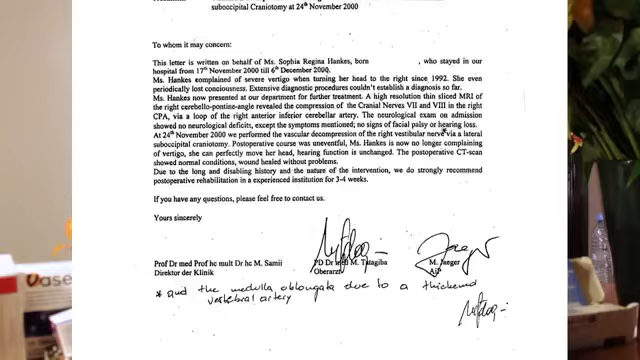 suboccipital Craniotomy at 24th November 2000
To whom it may concern:
This letter is written on behalf of Ms. Sophia Regina Hankes, born , who stayed in our
hospital from 17th November 2000 till 6th December 2000.
Ms. Hankes complained of severe vertigo when turning her head to the right since 1992. She even
periodically lost conciousness. Extensive diagnostic procedures couldn't establish a diagnosis so far.
Ms. Hankes now presented at our department for further treatment. A high resolution thin sliced MRI of
the right cerebello-pontine-angle revealed the compression of the Cranial Nerves VII and VIII in the right
CPA, via a loop of the right anterior inferior cerebellar artery. The neurological exam on admission
showed no neurological deficits, except the symptoms mentioned; no signs of facial palsy or hearing loss.
At 24th November 2000 we performed the vascular decompression of the right vestibular nerve* via a lateral
suboccipital craniotomy. Postoperative course was uneventful, Ms. Hankes is now no longer complaining
of vertigo, she can perfectly move her head, hearing function is unchanged. The postoperative CT-scan
showed normal conditions, wound healed without problems.
Due to the long and disabling history and the nature of the intervention, we do strongly recommend
postoperative rehabilitation in a experienced institution for 3-4 weeks.
If you have any questions, please feel free to contact us.
Yours sincerely
Prof Dr med Prof hc mult Dr hc M. Samii PD Dr med M. Tatagiba M. Jaeger
Direktor der Klinik Oberarzt AiP
* and the medulla oblongata due to a thickened
vertebral artery
Vase